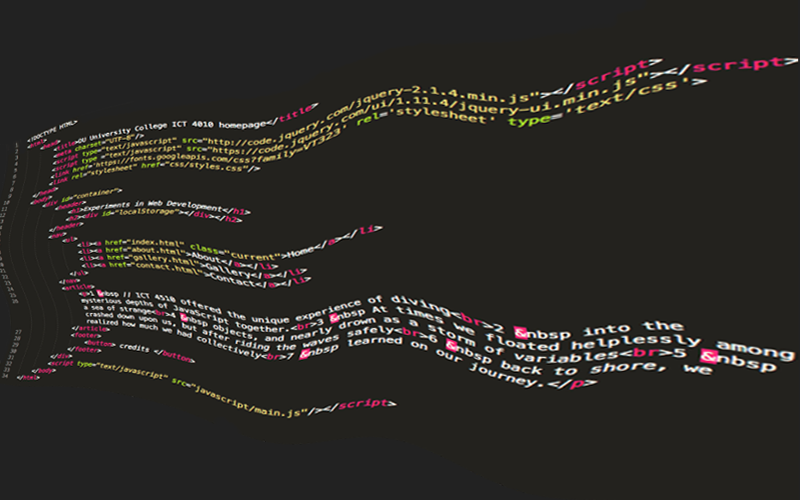 <!DOCTYPE HTML>
<html>
<head>
<title>DU University College ICT 4010 homepage</title>
<meta charset="UTF-8"/>
<script type="text/javascript" src="http://code.jquery.com/jquery-2.1.4.min.js"></script>
<script type="text/javascript" src="https://code.jquery.com/ui/1.11.4/jquery-ui.min.js"></script>
<link href='https://fonts.googleapis.com/css?family=VT323' rel='stylesheet' type='text/css'>
<link rel="stylesheet" href="css/styles.css"/>
</head>
<body>
<div id="container">
<header>
<h1>Experiments in Web Development</h1>
<h2><div id="localStorage"></div></h2>
</header>
<ul>
<li><a href="index.html" class="current">Home</a></li>
<li><a href="about.html">About</a></li>
<li><a href="gallery.html">Gallery</a></li>
<li><a href="contact.html">Contact</a></li>
</ul>
<article>
1 &nbsp // ICT 4510 offered the unique experience of diving<br>2 &nbsp into the
mysterious depths of JavaScript together.<br>3 &nbsp At times we floated helplessly among
a sea of strange<br>4 &nbsp objects, and nearly drown as a storm of variables<br>5 &nbsp
crashed down upon us, but after riding the waves safely<br>6 &nbsp back to shore, we
realized how much we had collectively<br>7 &nbsp learned on our journey.</p>
</article>
<footer>
<button> credits </button>
</footer>
</div>
<script type="text/javascript" src="javascript/main.js"/></script>
</body>
</html>